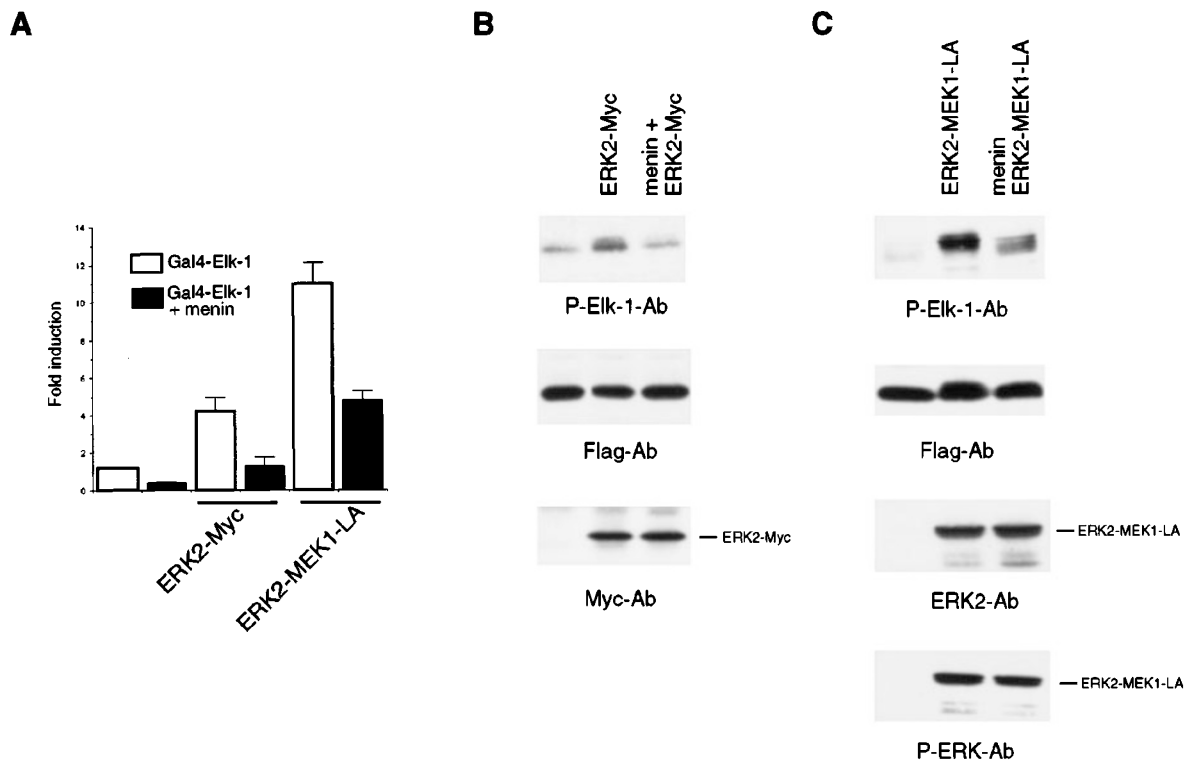 A
Fold induction
14
12
10
8
6
4
2
0
Gal4-Elk-1
Gal4-Elk-1
+ menin
ERK2-Myc
ERK2-MEK1-LA
B
ERK2-Myc
menin +
ERK2-Myc
P-Elk-1-Ab
Flag-Ab
ERK2-Myc
Myc-Ab
C
ERK2-MEK1-LA
menin
ERK2-MEK1-LA
P-Elk-1-Ab
Flag-Ab
ERK2-MEK1-LA
ERK2-Ab
ERK2-MEK1-LA
P-ERK-Ab